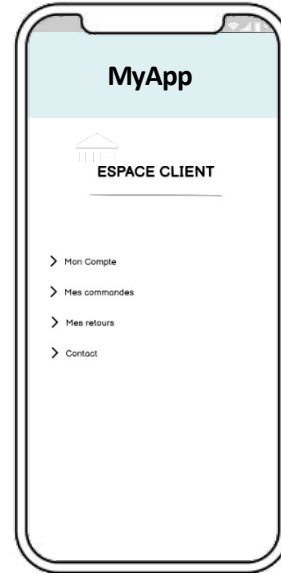 MyApp
ESPACE CLIENT
Mon Compte
Mes commandes
Mes retours
Contact